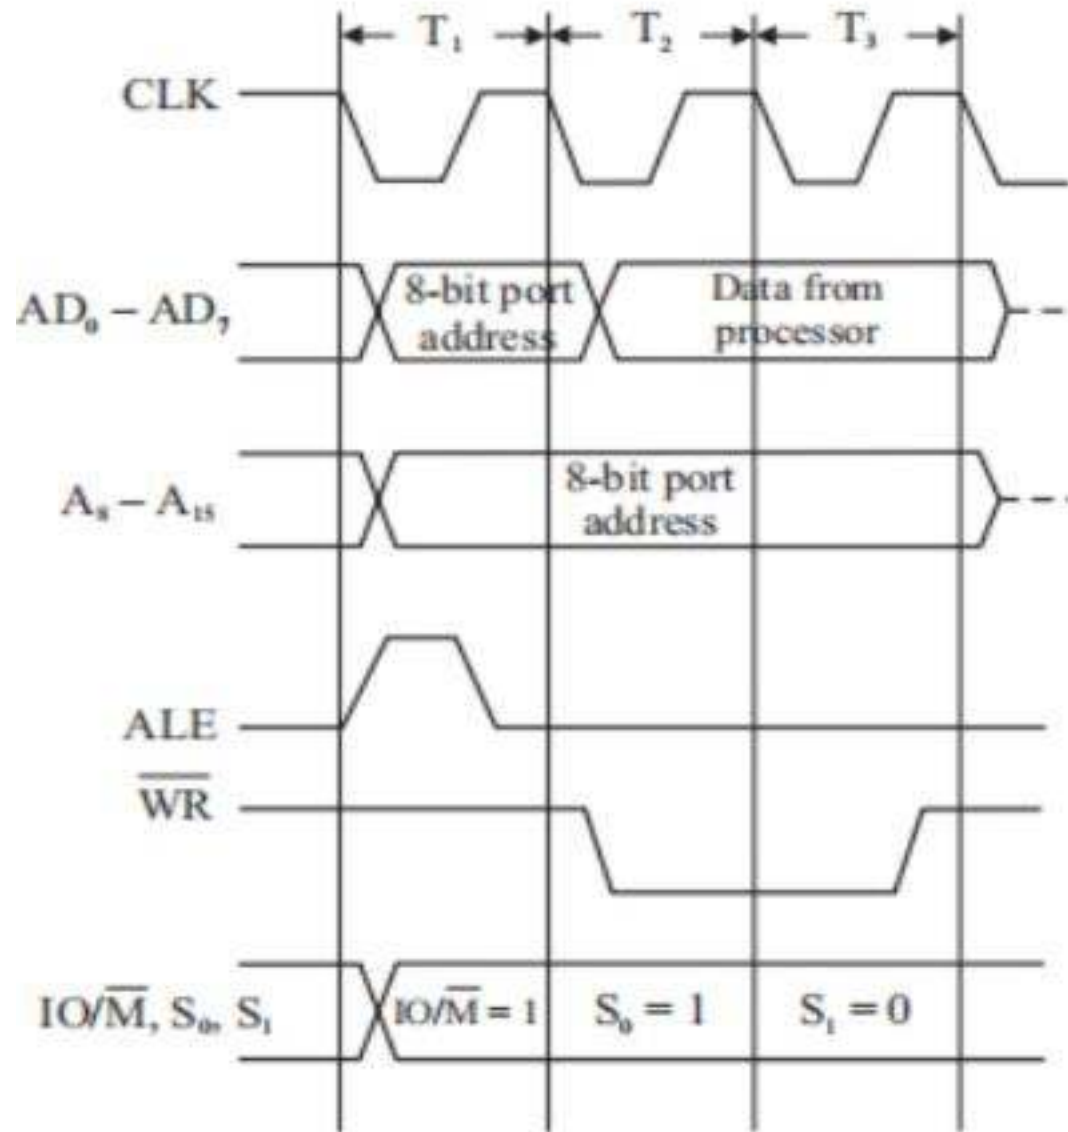 T₁ T₂ T₃
CLK
AD₀ – AD₇
8-bit port
address
Data from
processor
A₈ – A₁₅
8-bit port
address
ALE
W̅R̅
IO/M̅, S₀, S₁
IO/M̅ = 1
S₀ = 1
S₁ = 0